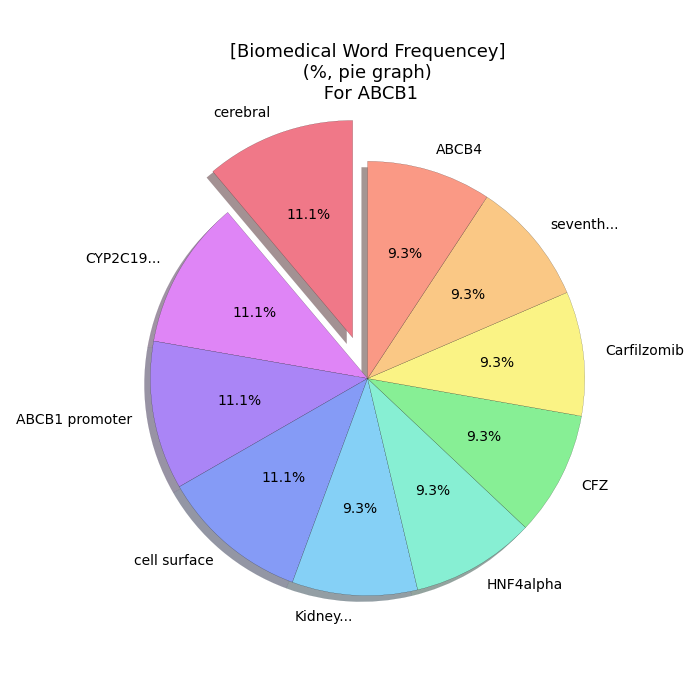 [Biomedical Word Frequencey]
(%, pie graph)
For ABCB1
cerebral
11.1%
ABCB4
9.3%
seventh...
9.3%
CYP2C19...
11.1%
Carfilzomib
9.3%
ABCB1 promoter
11.1%
CFZ
9.3%
cell surface
11.1%
HNF4alpha
9.3%
Kidney...
9.3%